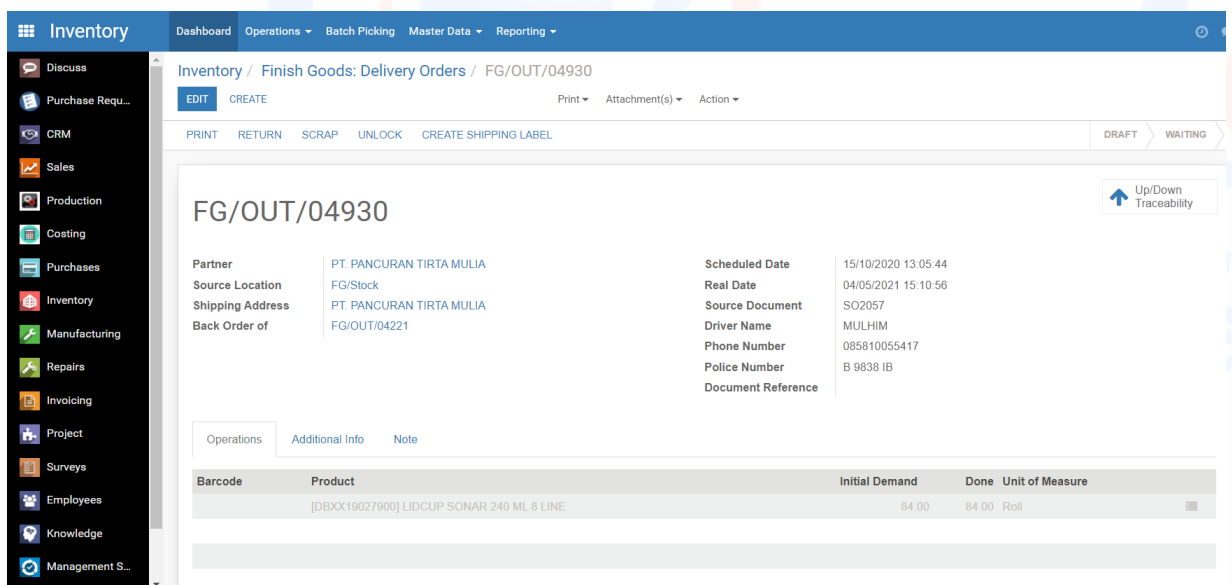 Inventory
Dashboard Operations Batch Picking Master Data Reporting
Discuss
Purchase Requ...
CRM
Sales
Production
Costing
Purchases
Inventory
Manufacturing
Repairs
Invoicing
Project
Surveys
Employees
Knowledge
Management S...
Inventory / Finish Goods: Delivery Orders / FG/OUT/04930
EDIT CREATE Print Attachment(s) Action
PRINT RETURN SCRAP UNLOCK CREATE SHIPPING LABEL DRAFT WAITING
Up/Down
Traceability
FG/OUT/04930
Partner PT. PANCURAN TIRTA MULIA
Source Location FG/Stock
Shipping Address PT. PANCURAN TIRTA MULIA
Back Order of FG/OUT/04221
Scheduled Date 15/10/2020 13:05:44
Real Date 04/05/2021 15:10:56
Source Document SO2057
Driver Name MULHIM
Phone Number 085810055417
Police Number B 9838 IB
Document Reference
Operations Additional Info Note
Barcode Product Initial Demand Done Unit of Measure
[DBXX19027900] LIDCUP SONAR 240 ML 8 LINE 84.00 84.00 Roll